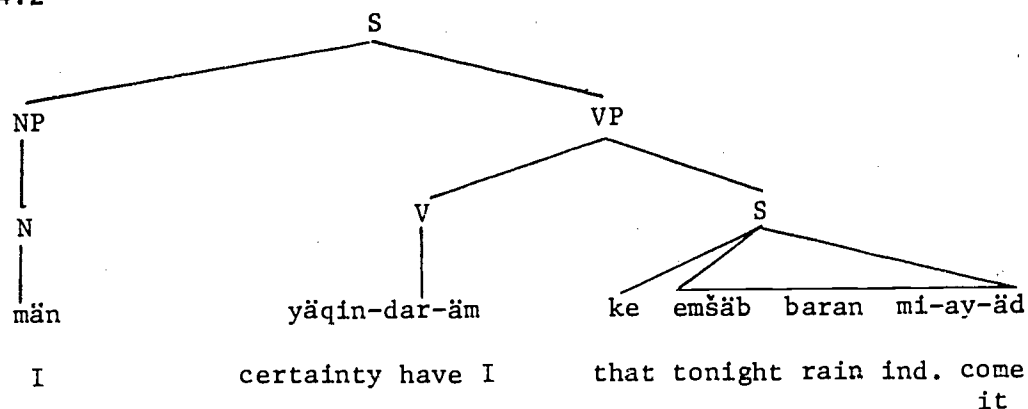 S
NP VP
N V S
män yäqin-dar-äm ke emšäb baran mi-ay-äd
I certainty have I that tonight rain ind. come
it